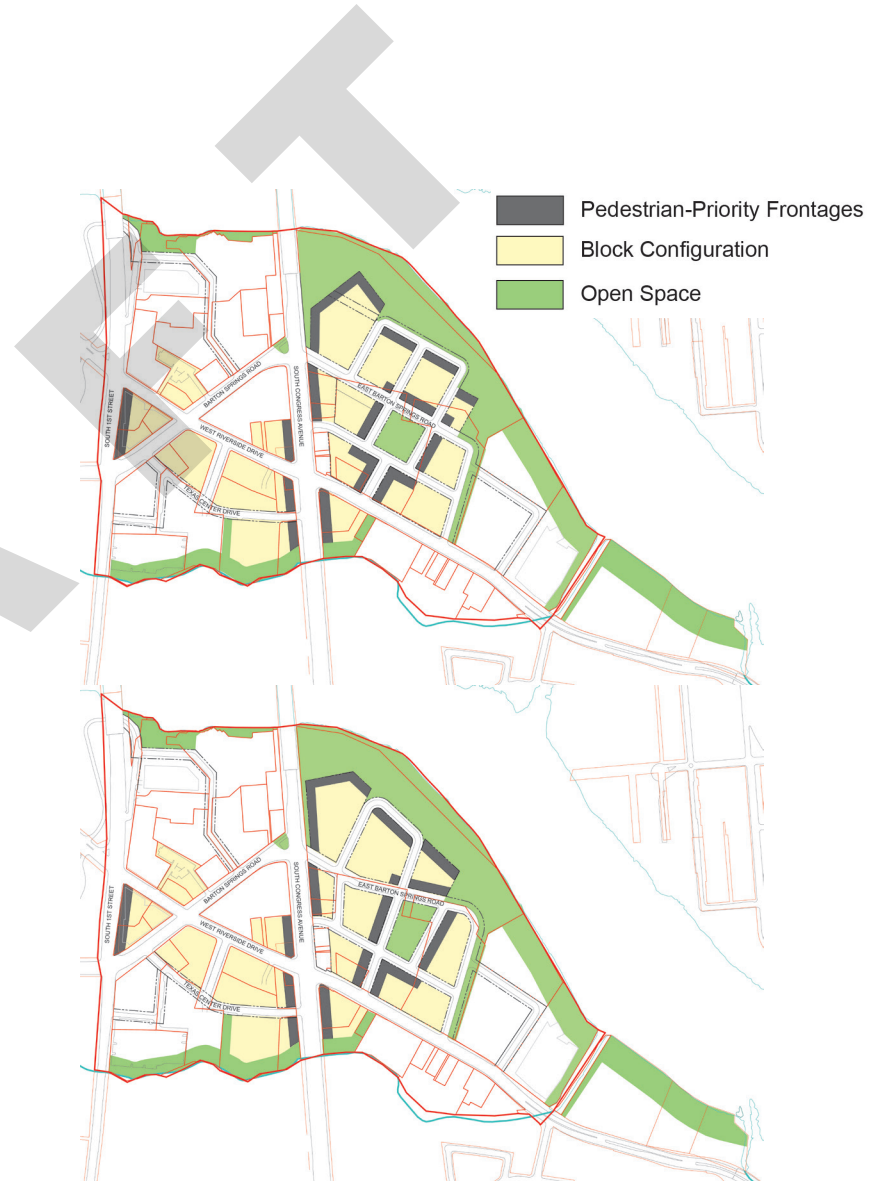 Pedestrian-Priority Frontages
Block Configuration
Open Space
SOUTH 1ST STREET
BARTON SPRINGS ROAD
SOUTH CONGRESS AVENUE
EAST BARTON SPRINGS ROAD
WEST RIVERSIDE DRIVE
TEXAS CENTER DRIVE
SOUTH 1ST STREET
BARTON SPRINGS ROAD
SOUTH CONGRESS AVENUE
EAST BARTON SPRINGS ROAD
WEST RIVERSIDE DRIVE
TEXAS CENTER DRIVE